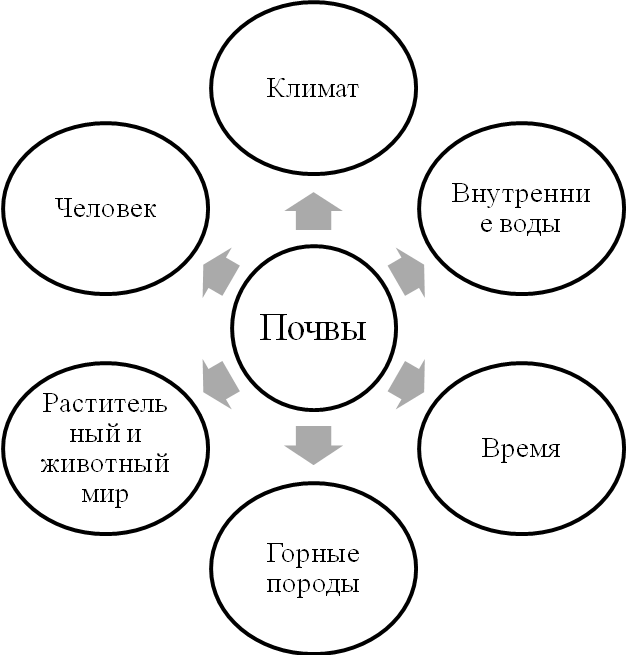 Климат
Человек
Внутренни
е воды
Почвы
Раститель
ный и
животный
мир
Время
Горные
породы